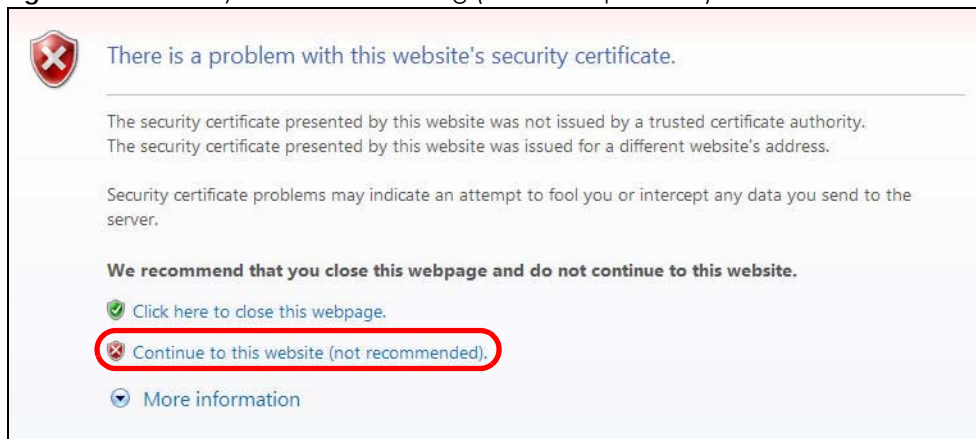 There is a problem with this website's security certificate.
The security certificate presented by this website was not issued by a trusted certificate authority.
The security certificate presented by this website was issued for a different website's address.
Security certificate problems may indicate an attempt to fool you or intercept any data you send to the
server.
We recommend that you close this webpage and do not continue to this website.
Click here to close this webpage.
Continue to this website (not recommended).
More information